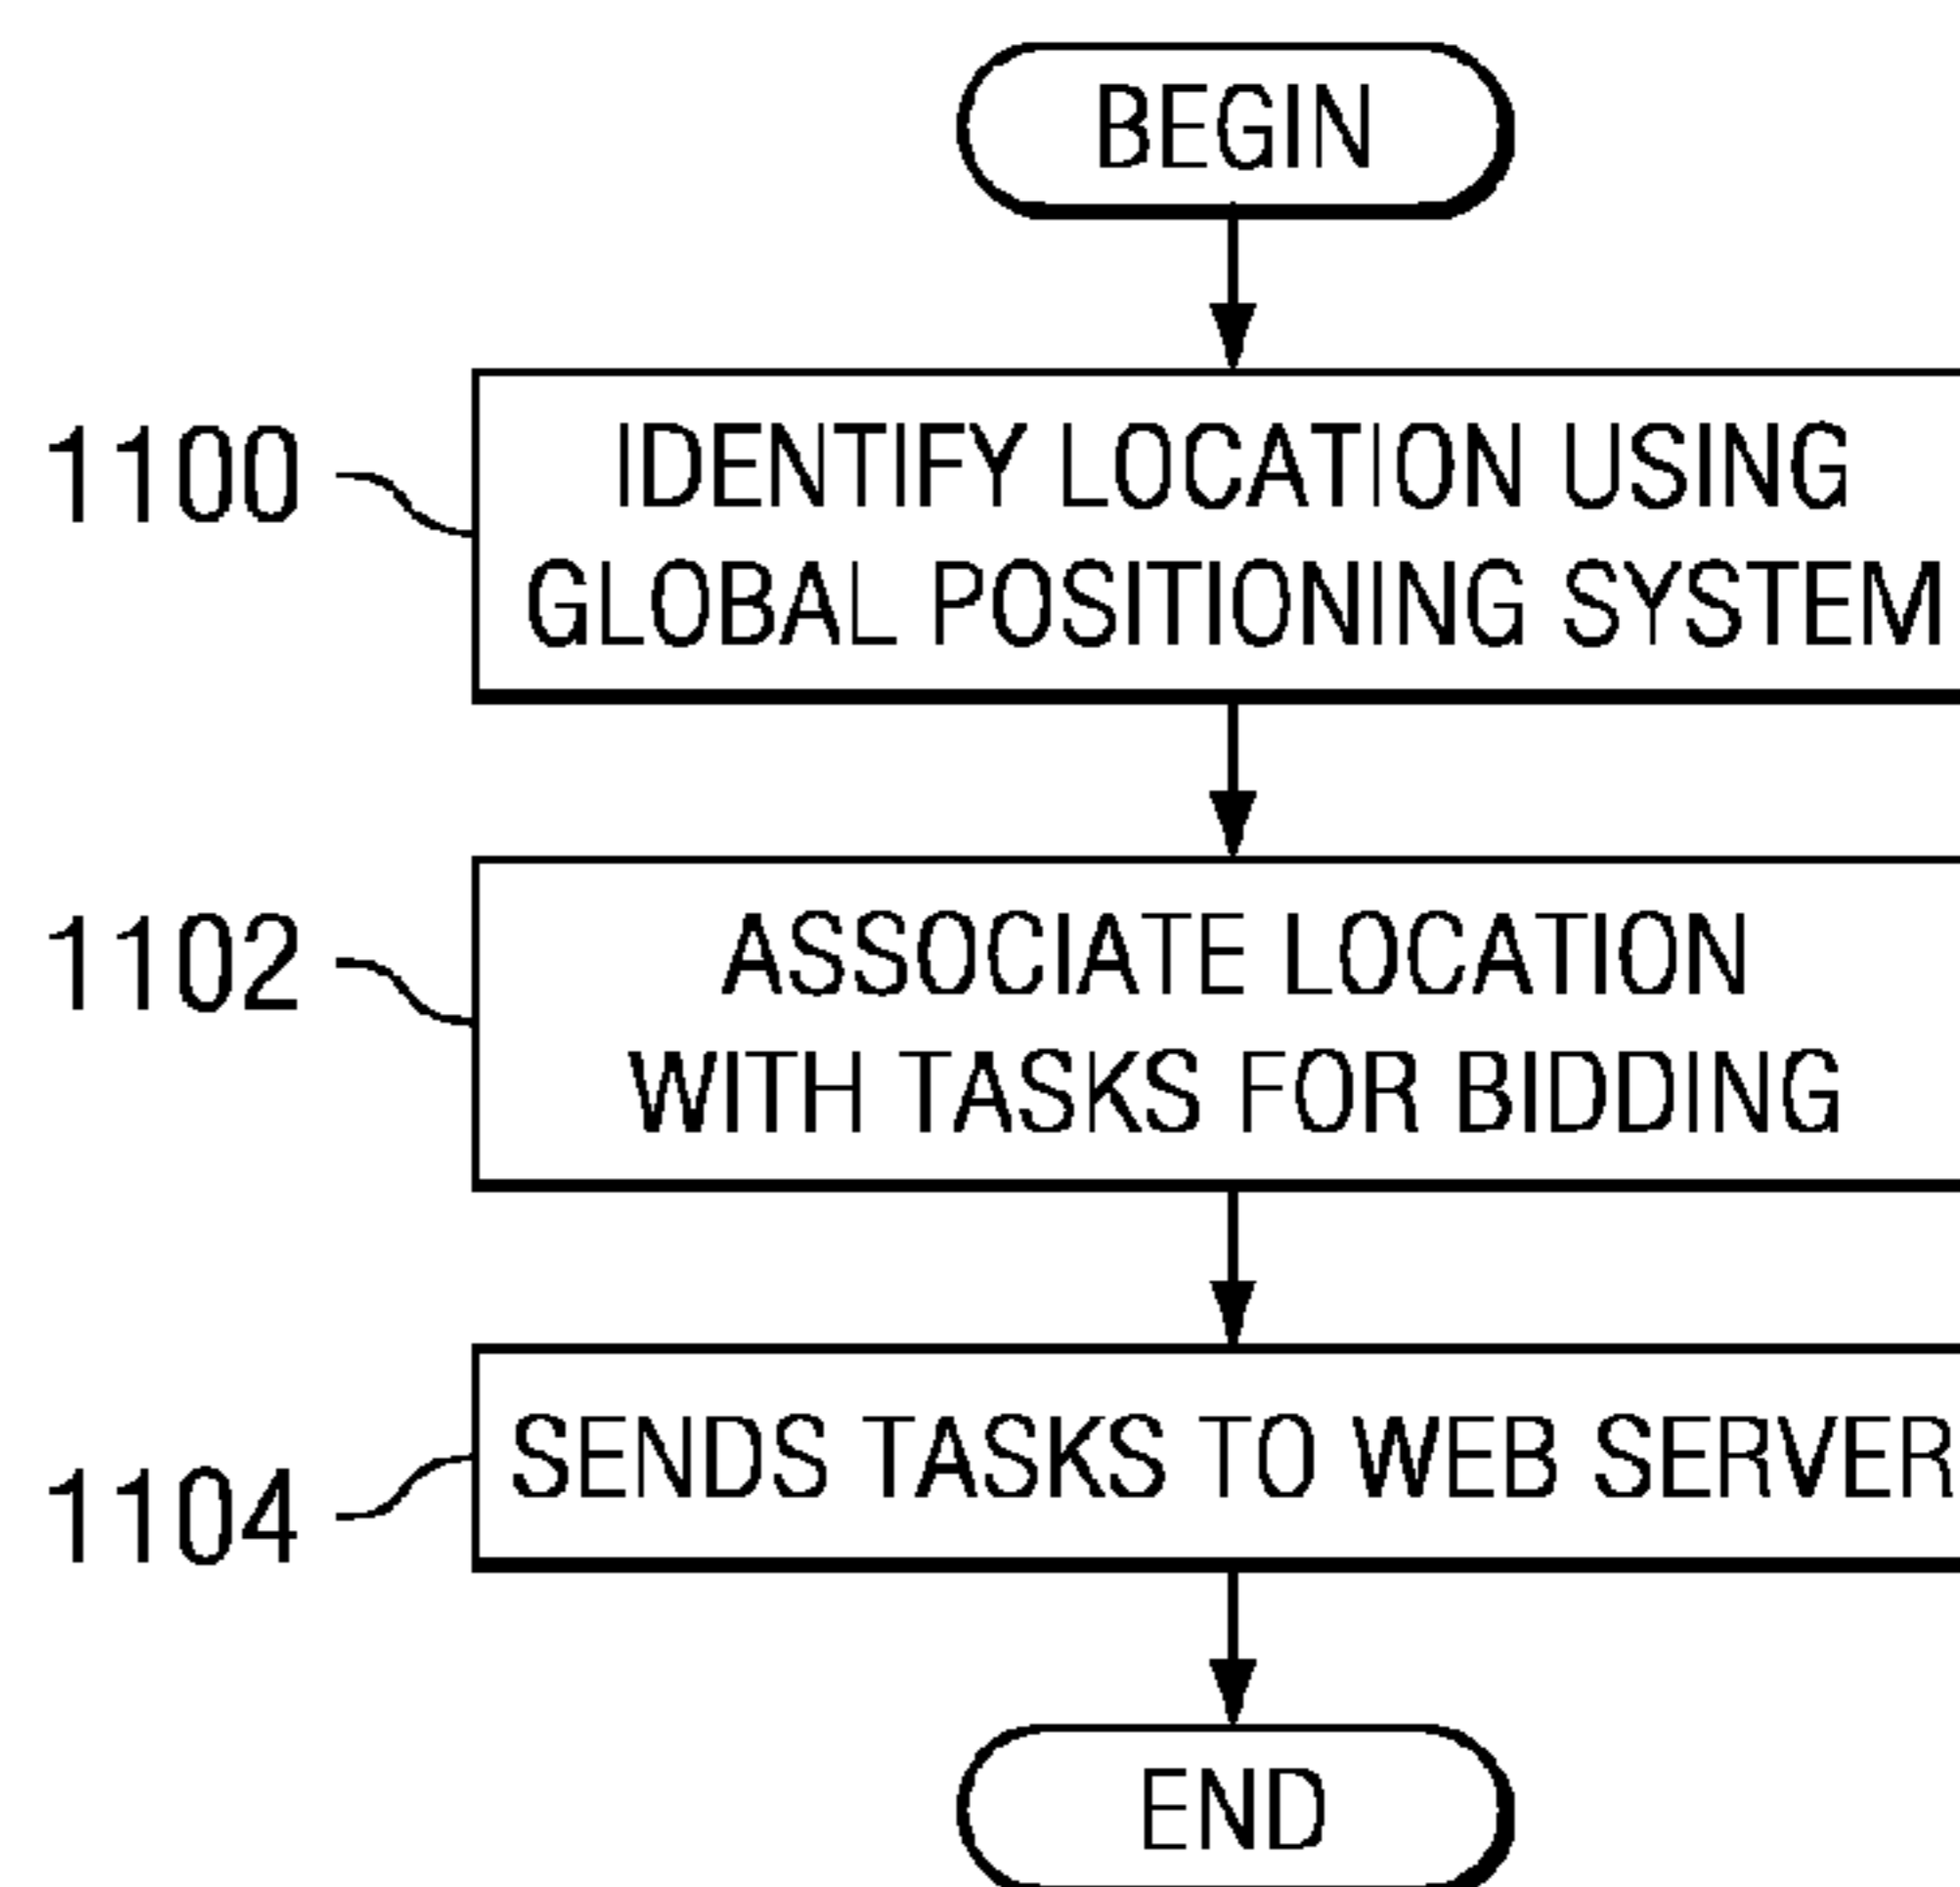 BEGIN
1100
IDENTIFY LOCATION USING
GLOBAL POSITIONING SYSTEM
1102
ASSOCIATE LOCATION
WITH TASKS FOR BIDDING
1104
SENDS TASKS TO WEB SERVER
END